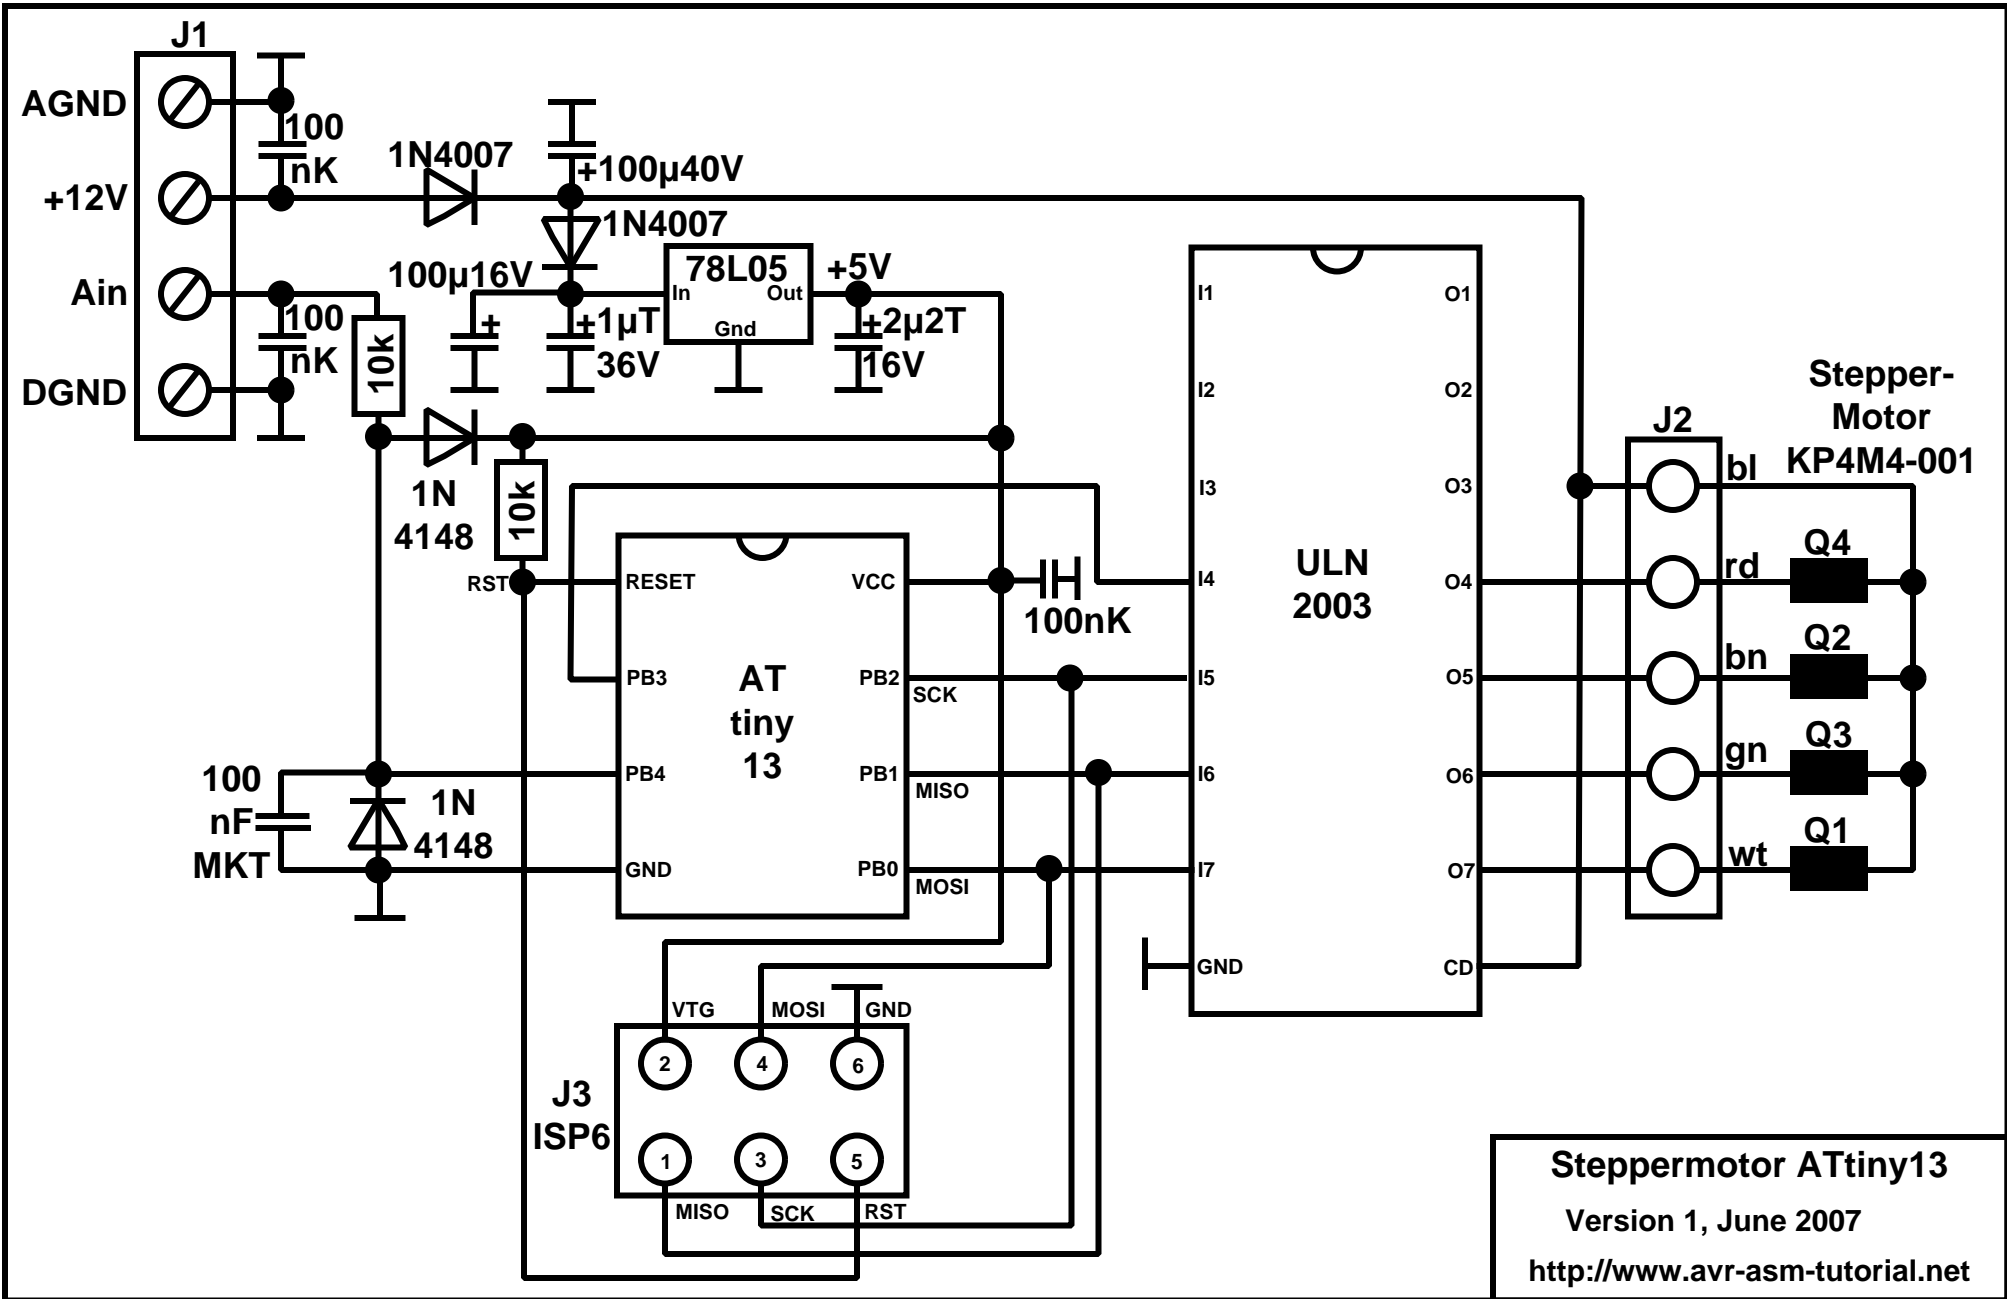 J1
AGND
100
nK
+12V
1N4007
+100µ40V
1N4007
Ain
100
nK
DGND
10k
100µ16V
+
+1µT
36V
78L05
In
Out
Gnd
+5V
+2µ2T
16V
1N
4148
10k
RST
RESET
VCC
PB3
PB2
SCK
PB4
PB1
MISO
GND
PB0
MOSI
AT
tiny
13
100nK
100
nF
MKT
1N
4148
I1
O1
I2
O2
I3
O3
I4
O4
I5
O5
I6
O6
I7
O7
GND
CD
ULN
2003
J2
Stepper-
Motor
KP4M4-001
bl
rd
Q4
bn
Q2
gn
Q3
wt
Q1
VTG
MOSI
GND
2
4
6
J3
ISP6
1
3
5
MISO
SCK
RST
Steppermotor ATtiny13
Version 1, June 2007
http://www.avr-asm-tutorial.net